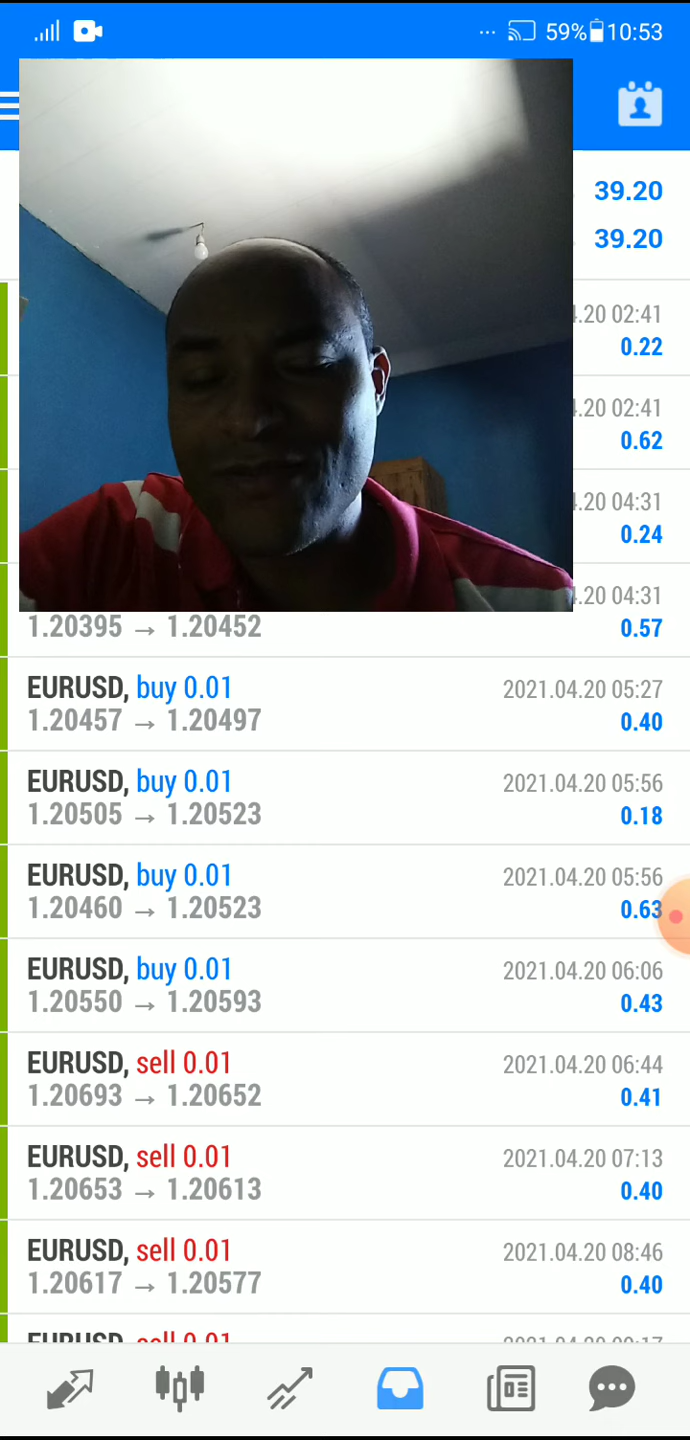 59% 10:53
39.20
39.20
.20 02:41
0.22
.20 02:41
0.62
.20 04:31
0.24
.20 04:31
1.20395 → 1.20452 0.57
EURUSD, buy 0.01 2021.04.20 05:27
1.20457 → 1.20497 0.40
EURUSD, buy 0.01 2021.04.20 05:56
1.20505 → 1.20523 0.18
EURUSD, buy 0.01 2021.04.20 05:56
1.20460 → 1.20523 0.63
EURUSD, buy 0.01 2021.04.20 06:06
1.20550 → 1.20593 0.43
EURUSD, sell 0.01 2021.04.20 06:44
1.20693 → 1.20652 0.41
EURUSD, sell 0.01 2021.04.20 07:13
1.20653 → 1.20613 0.40
EURUSD, sell 0.01 2021.04.20 08:46
1.20617 → 1.20577 0.40
EURUSD, sell 0.01